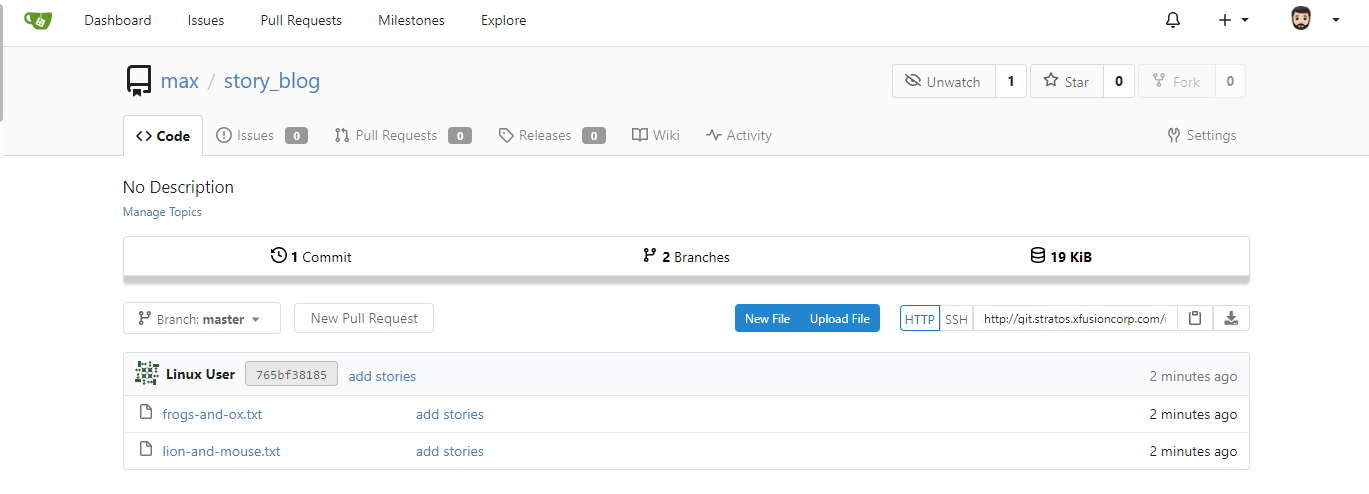 Dashboard Issues Pull Requests Milestones Explore
max / story_blog Unwatch 1 Star 0 Fork 0
Code Issues 0 Pull Requests 0 Releases 0 Wiki Activity Settings
No Description
Manage Topics
1 Commit 2 Branches 19 KiB
Branch: master New Pull Request New File Upload File HTTP SSH http://git.stratos.xfusioncorp.com/
Linux User 765bf38185 add stories 2 minutes ago
frogs-and-ox.txt add stories 2 minutes ago
lion-and-mouse.txt add stories 2 minutes ago